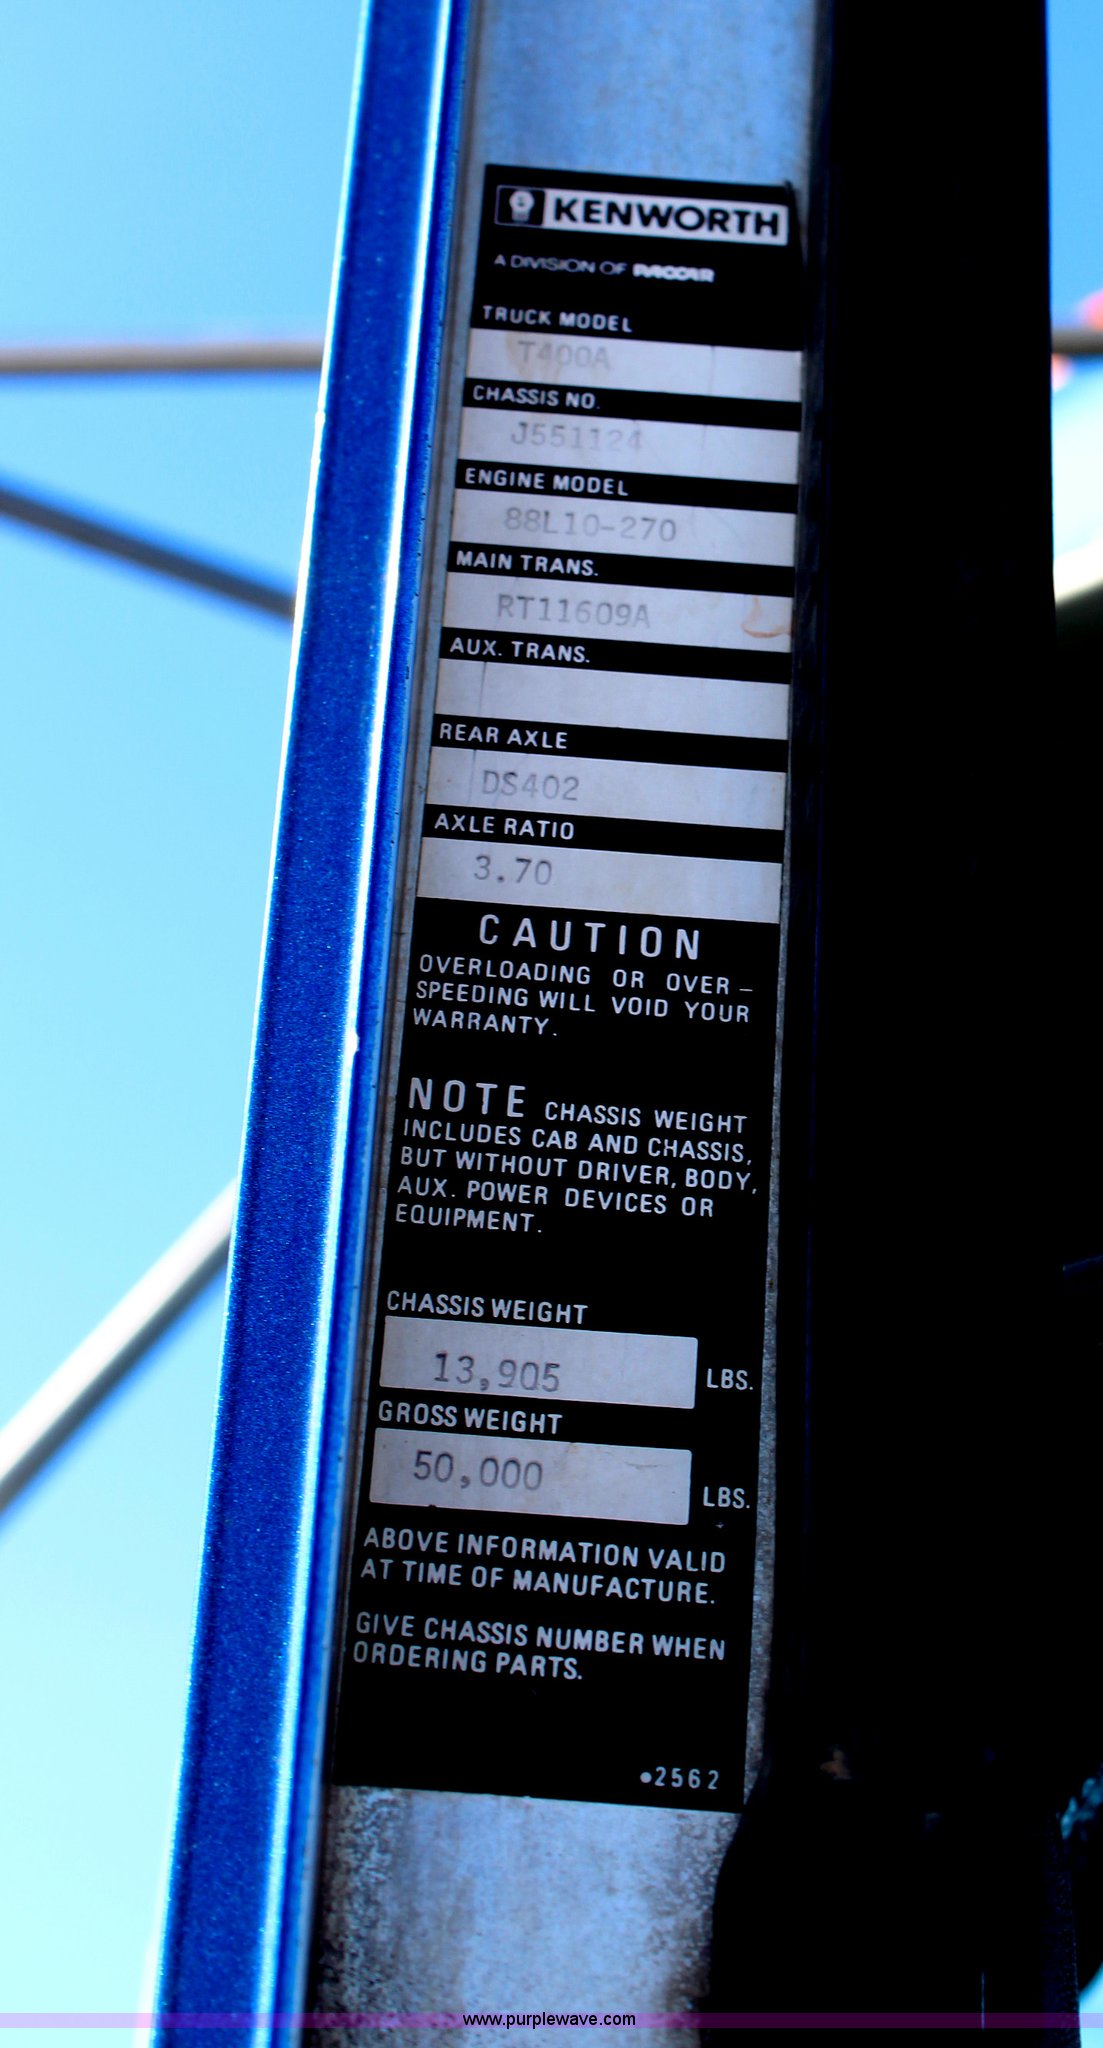 KENWORTH
A DIVISION OF PACCAR
TRUCK MODEL
T400A
CHASSIS NO.
J551124
ENGINE MODEL
88L10-270
MAIN TRANS.
RT11609A
AUX. TRANS.
REAR AXLE
DS402
AXLE RATIO
3.70
CAUTION
OVERLOADING OR OVER-
SPEEDING WILL VOID YOUR
WARRANTY.
NOTE CHASSIS WEIGHT
INCLUDES CAB AND CHASSIS,
BUT WITHOUT DRIVER, BODY,
AUX. POWER DEVICES OR
EQUIPMENT.
CHASSIS WEIGHT
13,905 LBS.
GROSS WEIGHT
50,000 LBS.
ABOVE INFORMATION VALID
AT TIME OF MANUFACTURE.
GIVE CHASSIS NUMBER WHEN
ORDERING PARTS.
•2562
www.purplewave.com